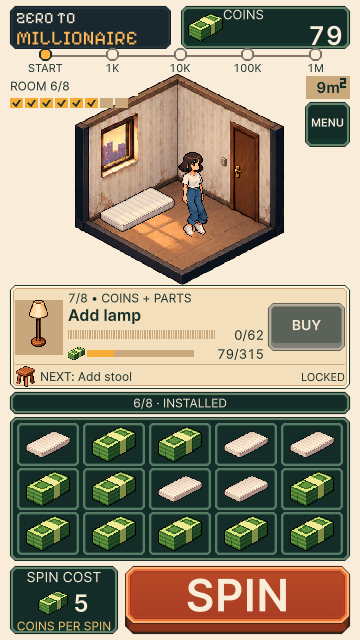 ZERO TO
MILLIONAIRE
COINS
79
START
1K
10K
100K
1M
ROOM 6/8
9m²
MENU
7/8 • COINS + PARTS
Add lamp
0/62
79/315
BUY
NEXT: Add stool
LOCKED
6/8 · INSTALLED
SPIN COST
5
COINS PER SPIN
SPIN